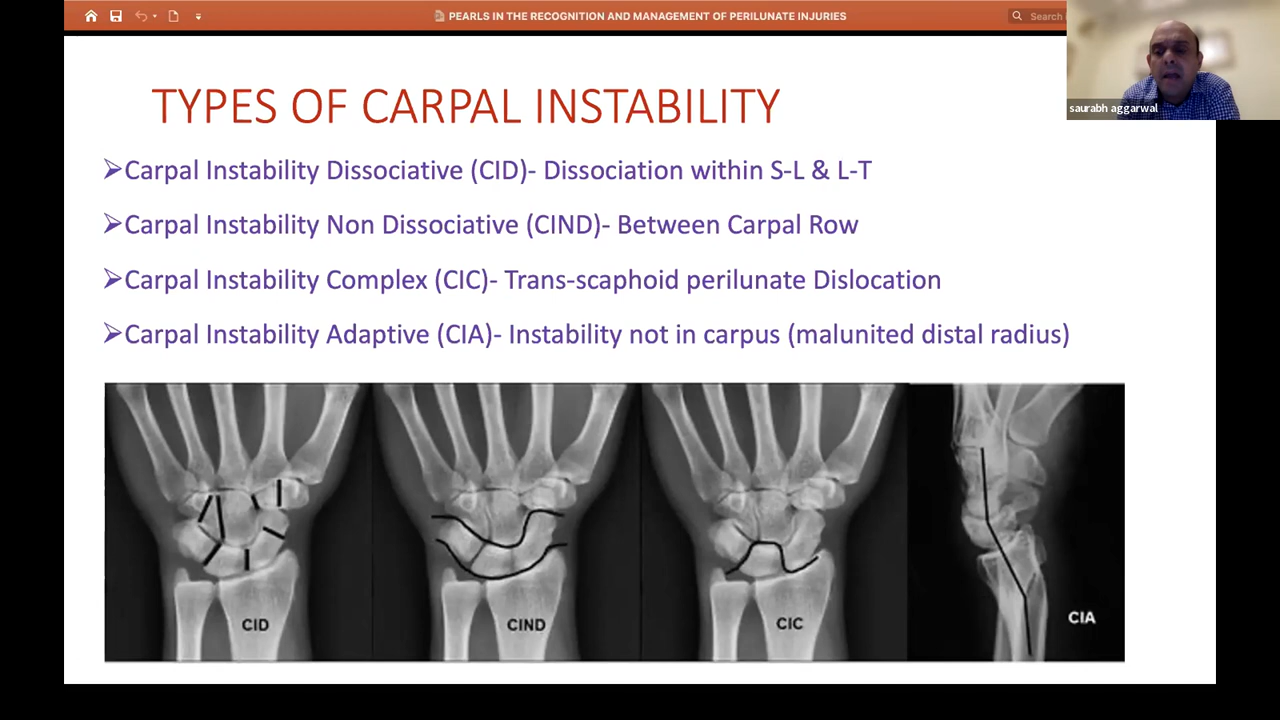 PEARLS IN THE RECOGNITION AND MANAGEMENT OF PERILUNATE INJURIES
Search
saurabh aggarwal
TYPES OF CARPAL INSTABILITY
Carpal Instability Dissociative (CID)- Dissociation within S-L & L-T
Carpal Instability Non Dissociative (CIND)- Between Carpal Row
Carpal Instability Complex (CIC)- Trans-scaphoid perilunate Dislocation
Carpal Instability Adaptive (CIA)- Instability not in carpus (malunited distal radius)
CID
CIND
CIC
CIA